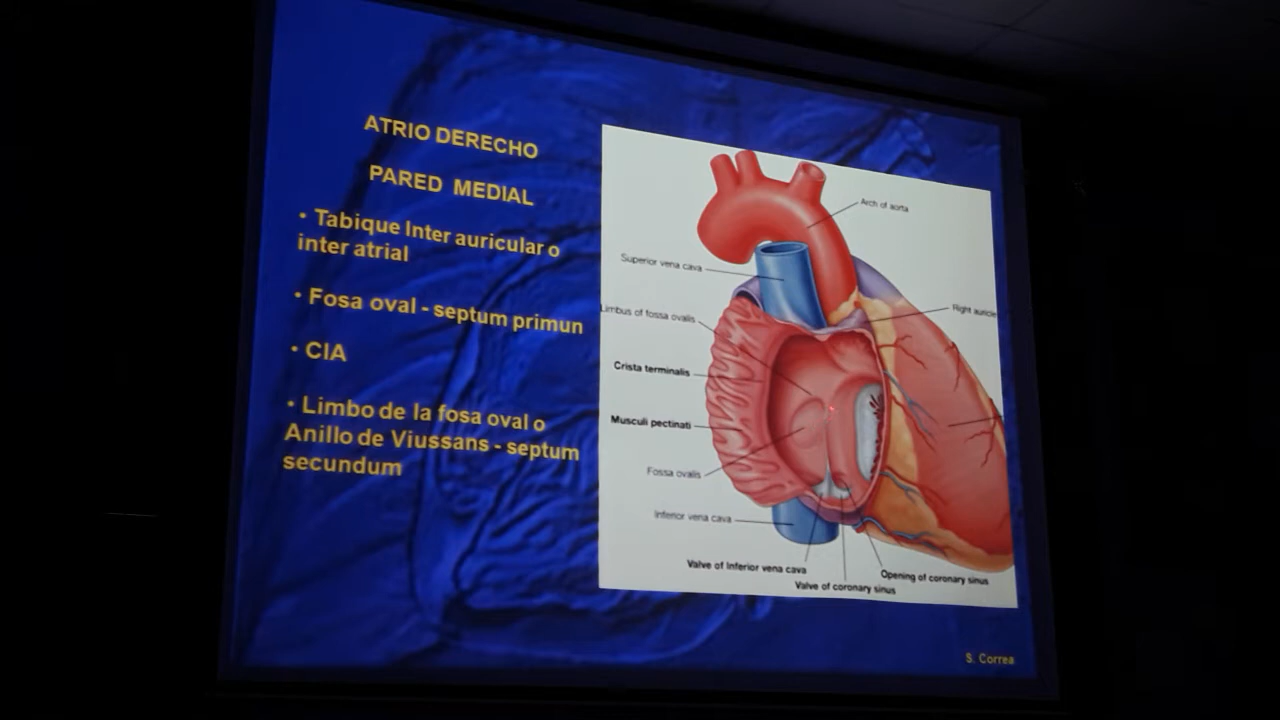 ATRIO DERECHO
PARED MEDIAL
• Tabique Inter auricular o
inter atrial
• Fosa oval - septum primun
• CIA
• Limbo de la fosa oval o
Anillo de Viussans - septum
secundum
Arch of aorta
Superior vena cava
Right auricle
Limbus of fossa ovalis
Crista terminalis
Musculi pectinati
Fossa ovalis
Inferior vena cava
Valve of Inferior vena cava
Valve of coronary sinus
Opening of coronary sinus
S. Correa